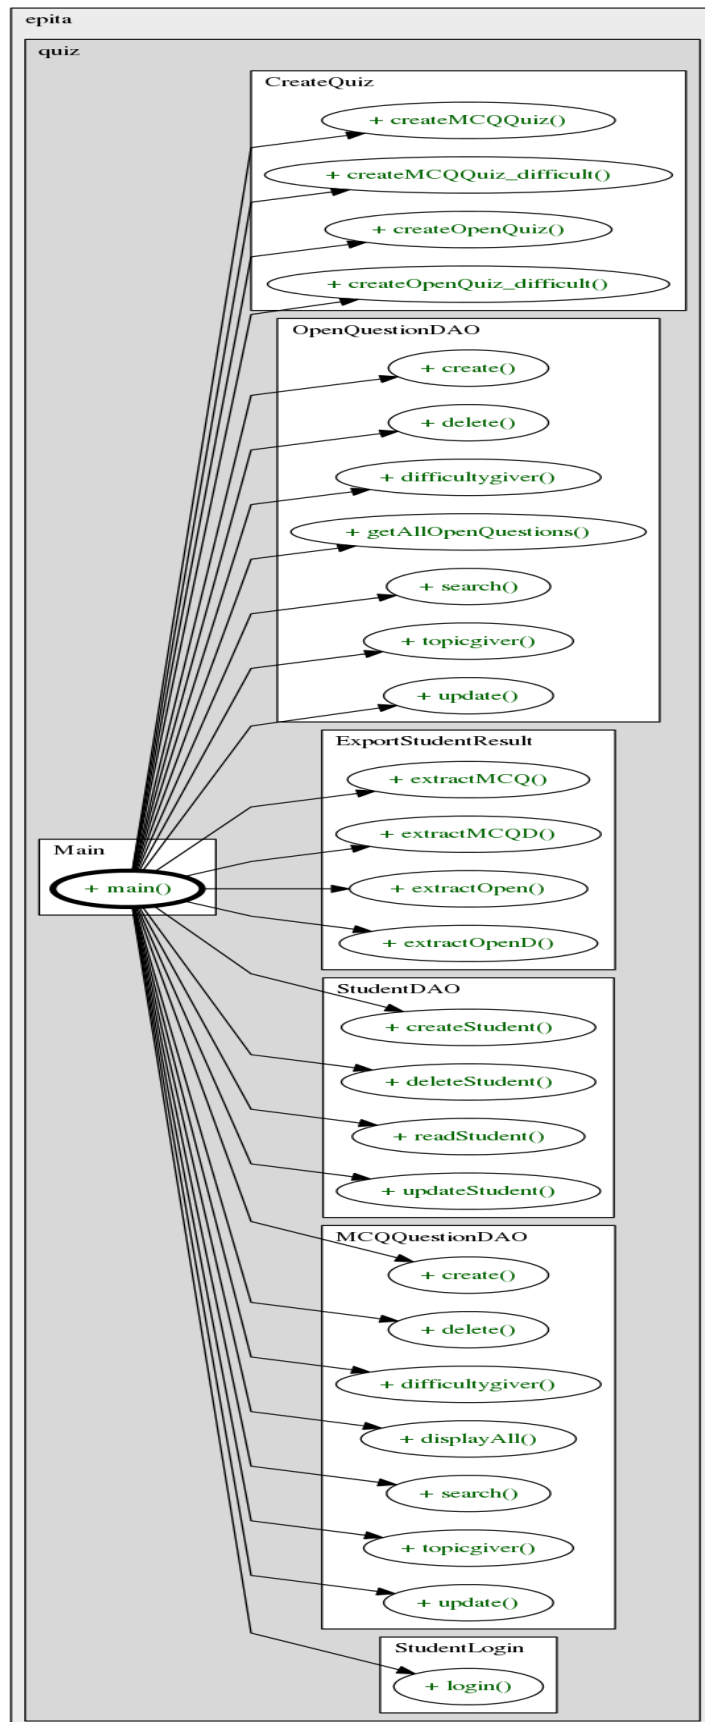 epita
quiz
CreateQuiz
+ createMCQQuiz()
+ createMCQQuiz_difficult()
+ createOpenQuiz()
+ createOpenQuiz_difficult()
OpenQuestionDAO
+ create()
+ delete()
+ difficultygiver()
+ getAllOpenQuestions()
+ search()
+ topicgiver()
+ update()
ExportStudentResult
+ extractMCQ()
+ extractMCQD()
Main
+ main()
+ extractOpen()
+ extractOpenD()
StudentDAO
+ createStudent()
+ deleteStudent()
+ readStudent()
+ updateStudent()
MCQQuestionDAO
+ create()
+ delete()
+ difficultygiver()
+ displayAll()
+ search()
+ topicgiver()
+ update()
StudentLogin
+ login()